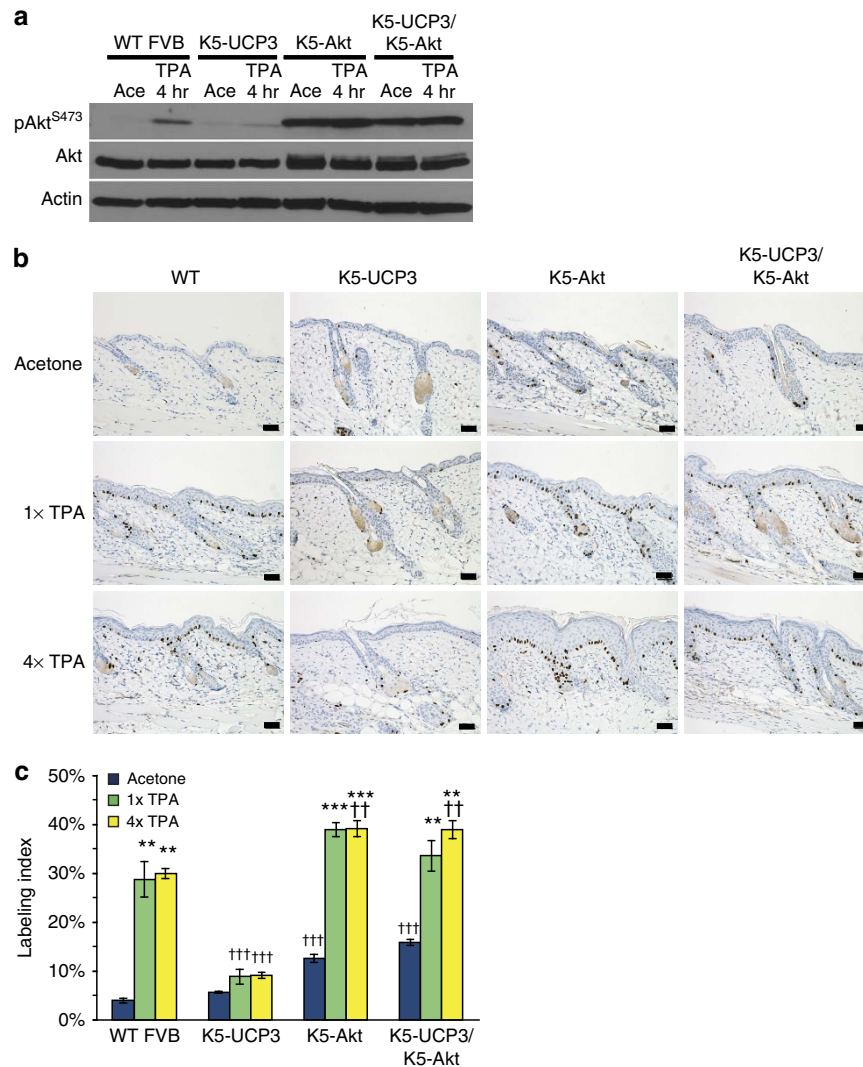 a
K5-UCP3/
WT FVB K5-UCP3 K5-Akt K5-Akt
TPA TPA TPA TPA
Ace 4 hr Ace 4 hr Ace 4 hr Ace 4 hr
pAktS473
Akt
Actin
b
K5-UCP3/
WT K5-UCP3 K5-Akt K5-Akt
Acetone
1× TPA
4× TPA
c
50%
40%
30%
20%
10%
0%
Labeling index
Acetone
1x TPA
4x TPA
** **
††† †††
††† *** ***
††
††† ** **
††
WT FVB K5-UCP3 K5-Akt K5-UCP3/
K5-Akt